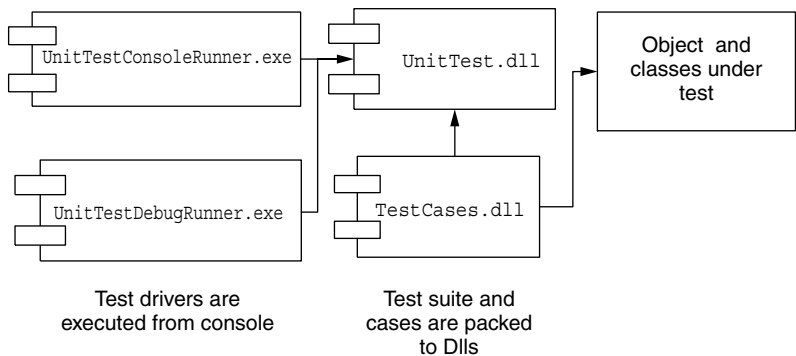 UnitTestConsoleRunner.exe
UnitTest.dll
Object and
classes under
test
UnitTestDebugRunner.exe
TestCases.dll
Test drivers are
executed from console
Test suite and
cases are packed
to Dlls